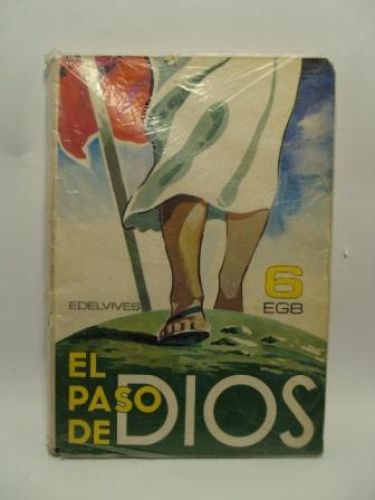 EDELVIVES
6
EGB
EL
PASO
DE DIOS